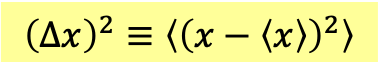 (Δx)² ≡ ⟨(x − ⟨x⟩)²⟩